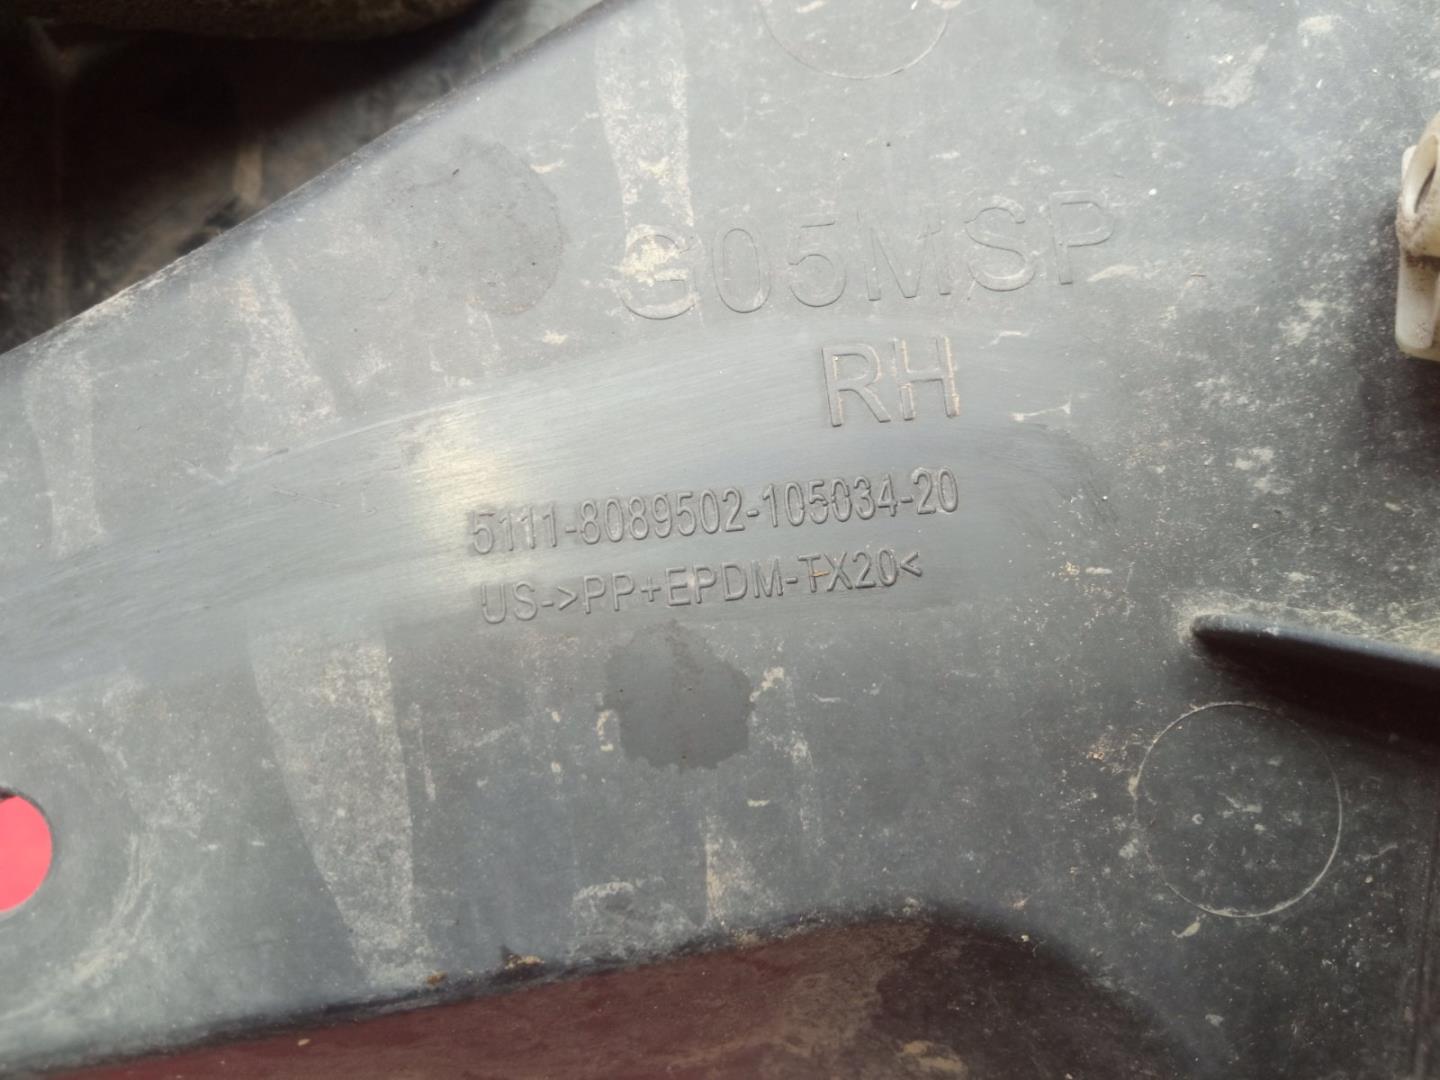 G05MSP
RH
5111-8089502-105034-20
US->PP+EPDM-TX20<